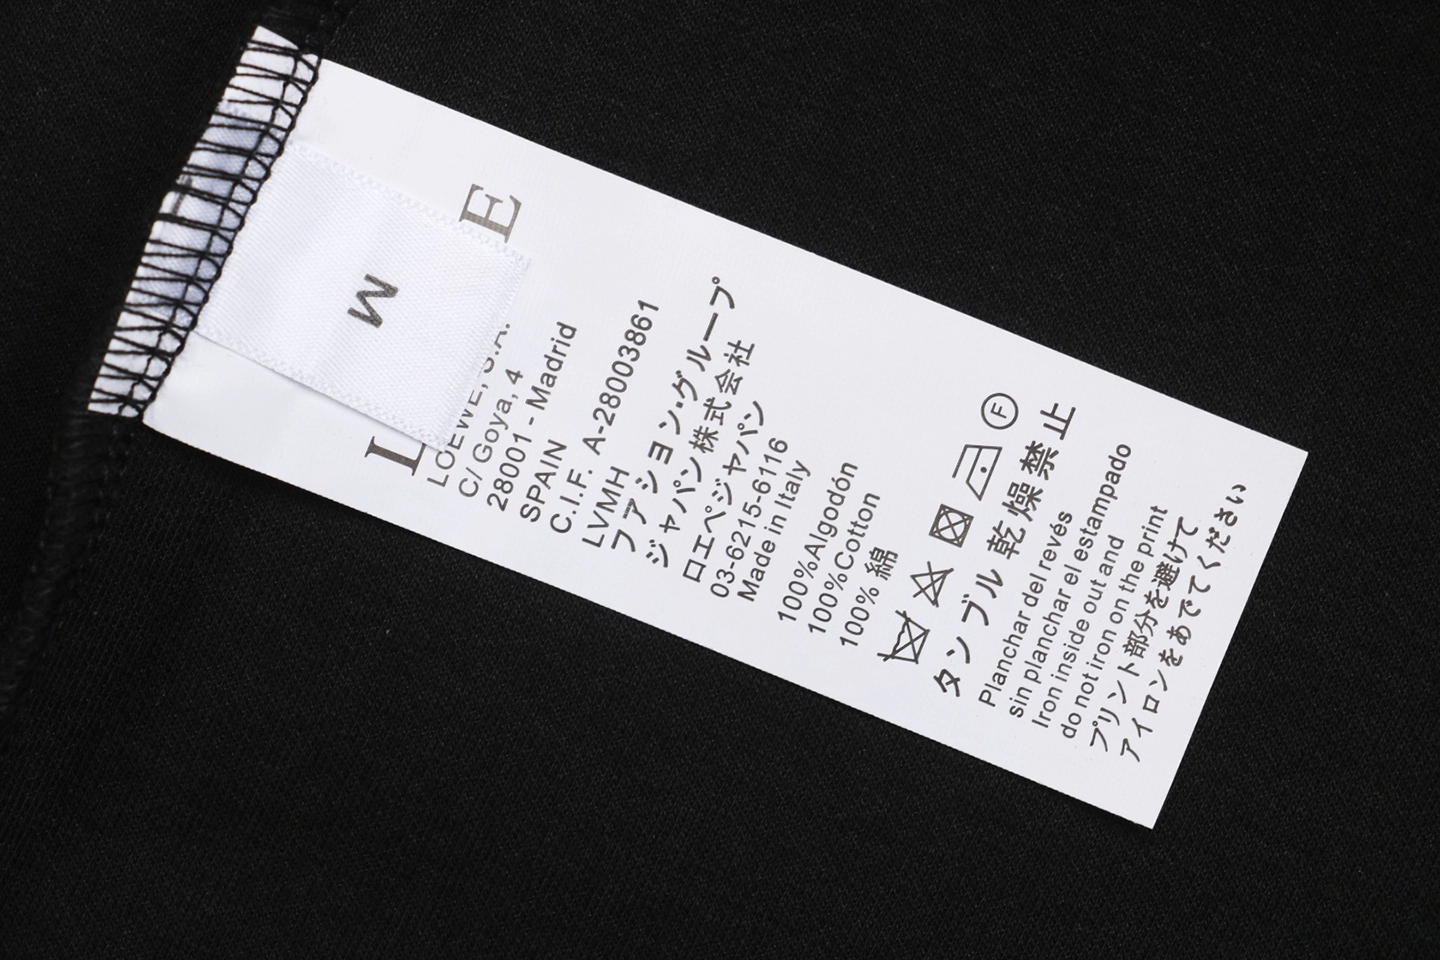 M
L E
LOEWE, S.A.
C/ Goya, 4
28001 - Madrid
SPAIN
C.I.F. A-28003861
LVMH
ファション·グループ
ジャパン株式会社
ロエベジャパン
03-6215-6116
Made in Italy
100%Algodón
100%Cotton
100% 綿
F
タンブル 乾燥禁止
Planchar del revés
sin planchar el estampado
Iron inside out and
do not iron on the print
プリント部分を避けて
アイロンをあでてください